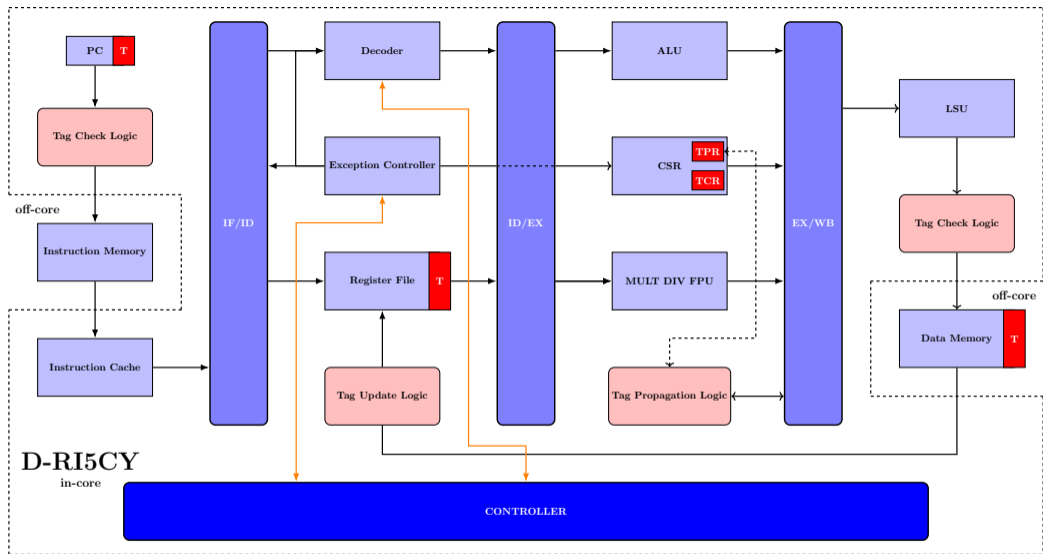 PC
T
Tag Check Logic
off-core
Instruction Memory
Instruction Cache
IF/ID
Decoder
Exception Controller
Register File
T
Tag Update Logic
ID/EX
ALU
CSR
TPR
TCR
MULT DIV FPU
Tag Propagation Logic
EX/WB
LSU
Tag Check Logic
off-core
Data Memory
T
D-RI5CY
in-core
CONTROLLER